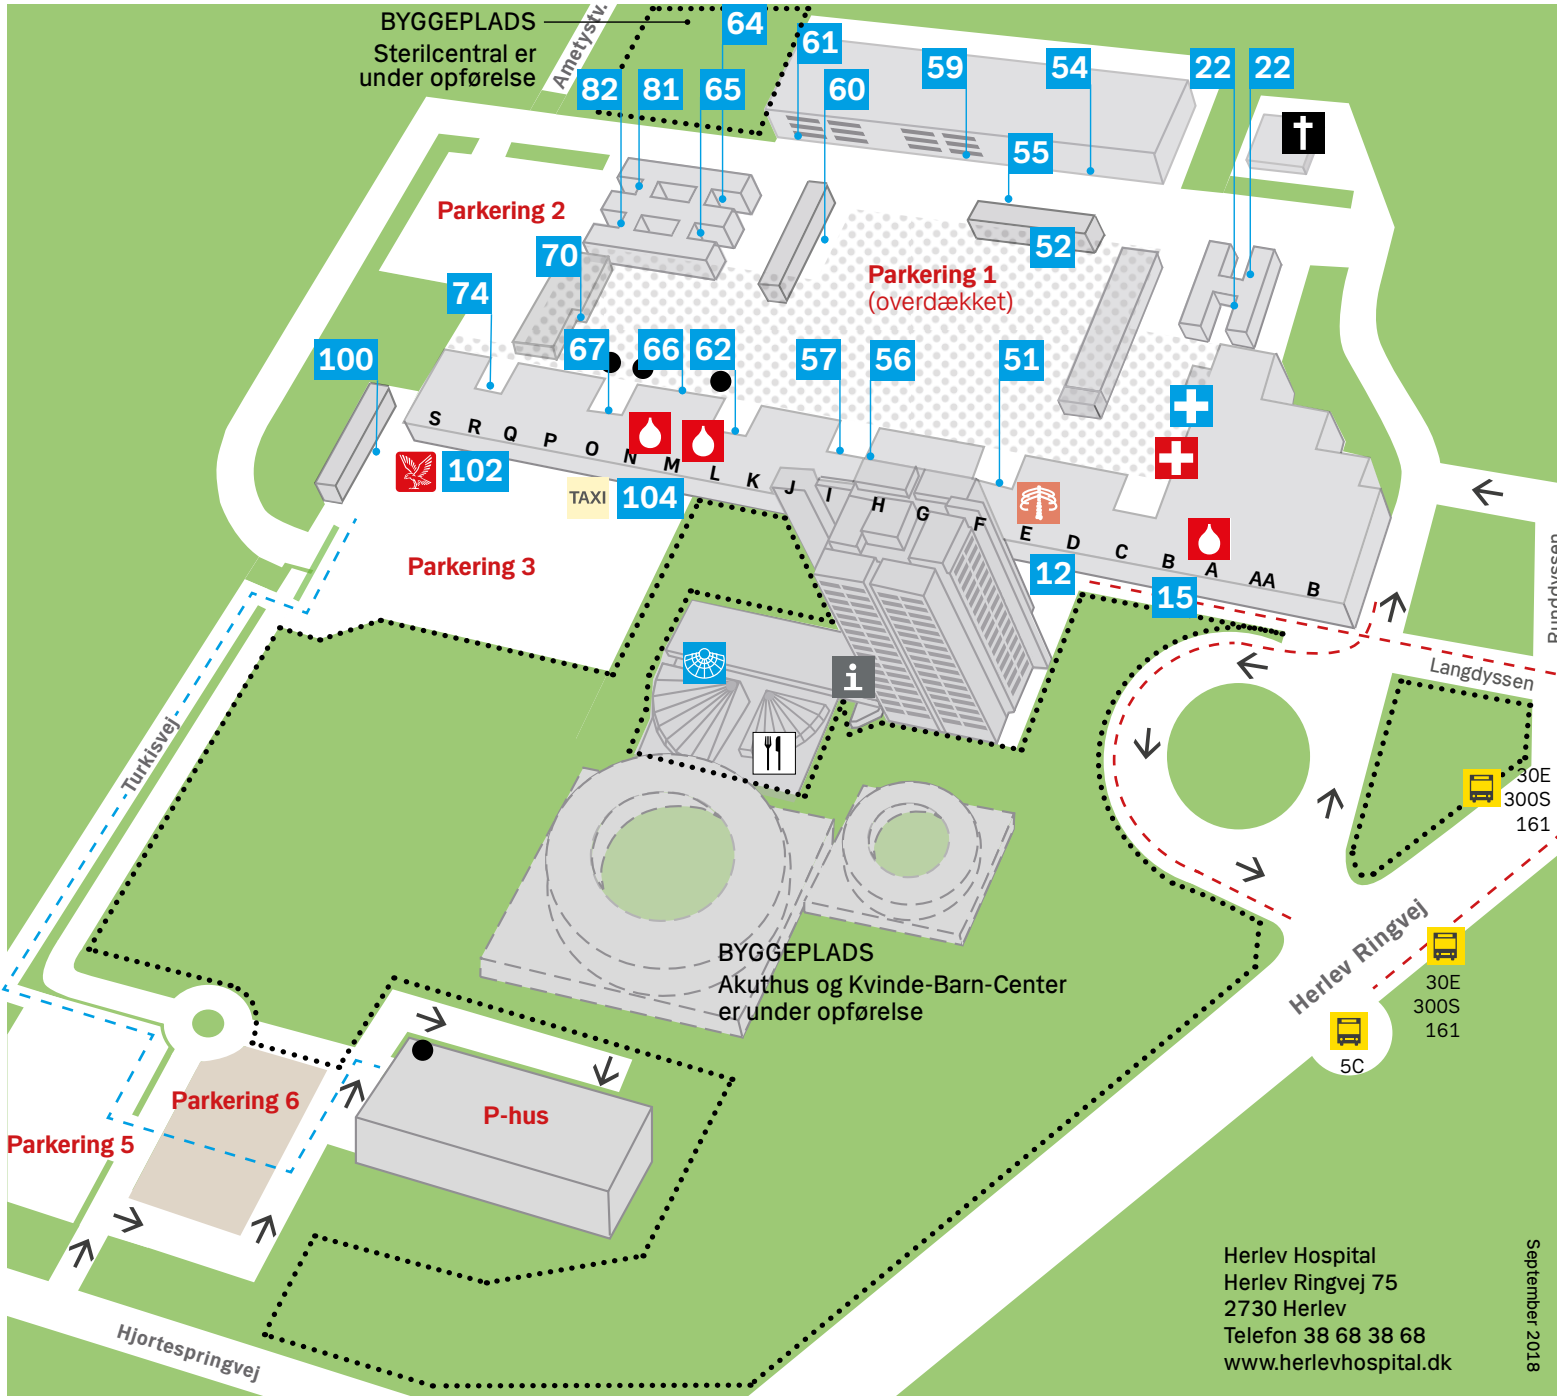 BYGGEPLADS
Sterilcentral er
under opførelse
Ametystv.
64
61
59
54
22
22
82
81
65
60
55
Parkering 2
52
70
Parkering 1
(overdækket)
74
100
67
66
62
57
56
51
S R Q P O N M L K J I H G F E D C B A AA B
102
TAXI
104
12
15
Parkering 3
i
Runddyssen
Langdyssen
Turkisvej
30E
300S
161
BYGGEPLADS
Akuthus og Kvinde-Barn-Center
er under opførelse
Herlev Ringvej
30E
300S
161
5C
Parkering 6
P-hus
Parkering 5
Hjortespringvej
Herlev Hospital
Herlev Ringvej 75
2730 Herlev
Telefon 38 68 38 68
www.herlevhospital.dk
September 2018